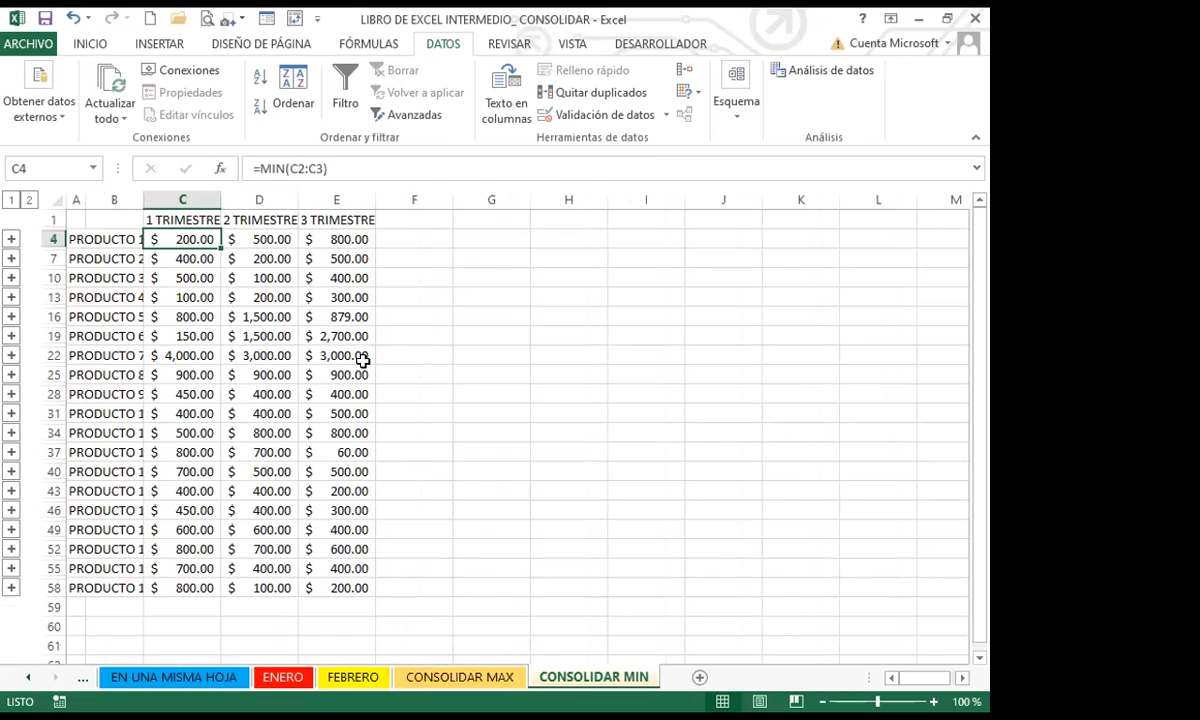 LIBRO DE EXCEL INTERMEDIO_ CONSOLIDAR - Excel
ARCHIVO INICIO INSERTAR DISEÑO DE PÁGINA FÓRMULAS DATOS REVISAR VISTA DESARROLLADOR Cuenta Microsoft
Obtener datos externos
Actualizar todo
Conexiones
Propiedades
Editar vínculos
Conexiones
Ordenar
Filtro
Borrar
Volver a aplicar
Avanzadas
Ordenar y filtrar
Texto en columnas
Relleno rápido
Quitar duplicados
Validación de datos
Herramientas de datos
Esquema
Análisis de datos
Análisis
C4 fx =MIN(C2:C3)
1 2 A B C D E F G H I J K L M
1 1 TRIMESTRE 2 TRIMESTRE 3 TRIMESTRE
4 PRODUCTO 1 $ 200.00 $ 500.00 $ 800.00
7 PRODUCTO 2 $ 400.00 $ 200.00 $ 500.00
10 PRODUCTO 3 $ 500.00 $ 100.00 $ 400.00
13 PRODUCTO 4 $ 100.00 $ 200.00 $ 300.00
16 PRODUCTO 5 $ 800.00 $ 1,500.00 $ 879.00
19 PRODUCTO 6 $ 150.00 $ 1,500.00 $ 2,700.00
22 PRODUCTO 7 $ 4,000.00 $ 3,000.00 $ 3,000.00
25 PRODUCTO 8 $ 900.00 $ 900.00 $ 900.00
28 PRODUCTO 9 $ 450.00 $ 400.00 $ 400.00
31 PRODUCTO 1 $ 400.00 $ 400.00 $ 500.00
34 PRODUCTO 1 $ 500.00 $ 800.00 $ 800.00
37 PRODUCTO 1 $ 800.00 $ 700.00 $ 60.00
40 PRODUCTO 1 $ 700.00 $ 500.00 $ 500.00
43 PRODUCTO 1 $ 400.00 $ 400.00 $ 200.00
46 PRODUCTO 1 $ 450.00 $ 400.00 $ 300.00
49 PRODUCTO 1 $ 600.00 $ 600.00 $ 400.00
52 PRODUCTO 1 $ 800.00 $ 700.00 $ 600.00
55 PRODUCTO 1 $ 700.00 $ 400.00 $ 400.00
58 PRODUCTO 1 $ 800.00 $ 100.00 $ 200.00
59
60
61
... EN UNA MISMA HOJA ENERO FEBRERO CONSOLIDAR MAX CONSOLIDAR MIN
LISTO 100 %